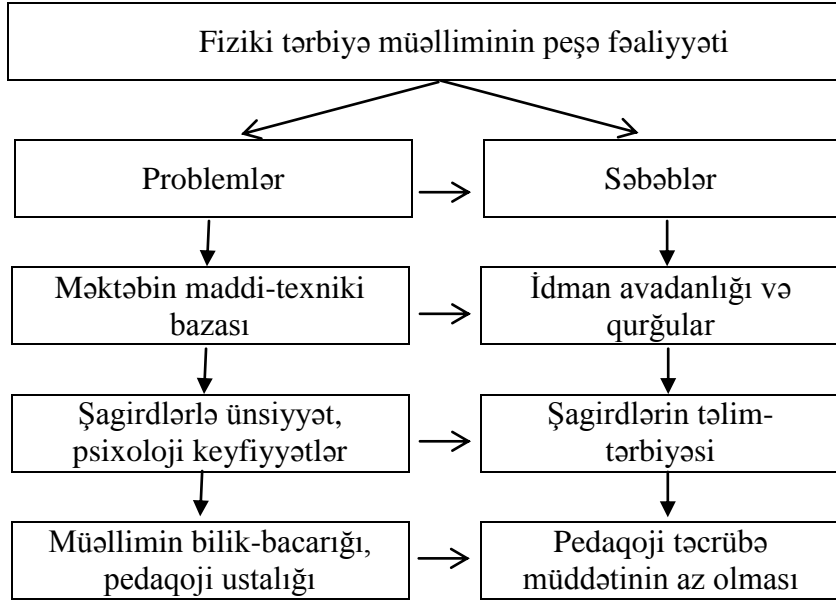 Fiziki tərbiyə müəlliminin peşə fəaliyyəti
Problemlər
Səbəblər
Məktəbin maddi-texniki
bazası
İdman avadanlığı və
qurğular
Şagirdlərlə ünsiyyət,
psixoloji keyfiyyətlər
Şagirdlərin təlim-
tərbiyəsi
Müəllimin bilik-bacarığı,
pedaqoji ustalığı
Pedaqoji təcrübə
müddətinin az olması